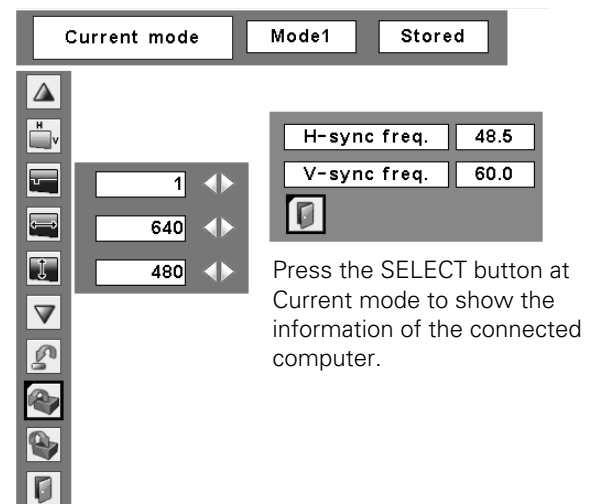 Current mode Mode1 Stored
H V
H-sync freq. 48.5
V-sync freq. 60.0
1
640
480
Press the SELECT button at
Current mode to show the
information of the connected
computer.